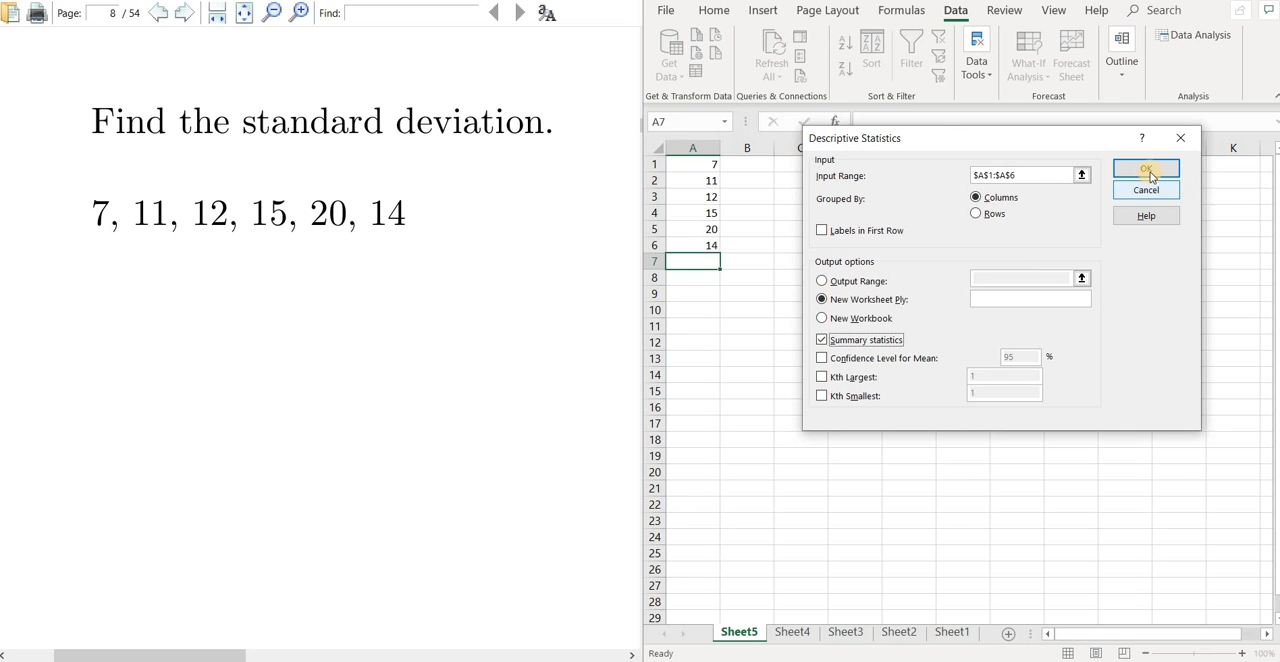 Page: 8 / 54 Find:
Find the standard deviation.
7, 11, 12, 15, 20, 14
File Home Insert Page Layout Formulas Data Review View Help Search
Get Data Refresh All Sort Filter Data Tools What-If Analysis Forecast Sheet Outline Data Analysis
Get & Transform Data Queries & Connections Sort & Filter Forecast Analysis
A7 fx
A B C K
1 7
2 11
3 12
4 15
5 20
6 14
7
8
9
10
11
12
13
14
15
16
17
18
19
20
21
22
23
24
25
26
27
28
29
Descriptive Statistics ?
Input
Input Range: $A$1:$A$6 OK
Grouped By: Columns Cancel
Rows Help
Labels in First Row
Output options
Output Range:
New Worksheet Ply:
New Workbook
Summary statistics
Confidence Level for Mean: 95 %
Kth Largest: 1
Kth Smallest: 1
Sheet5 Sheet4 Sheet3 Sheet2 Sheet1
Ready 100%